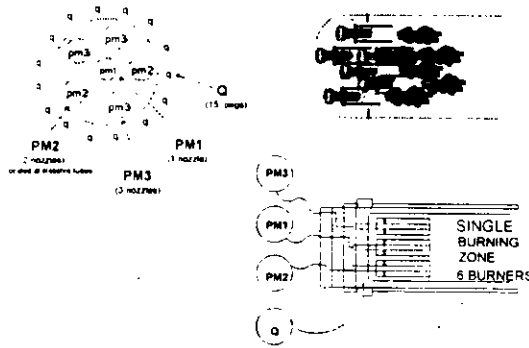 q
q
q
q
pm3
q
q
pm3
q
q
pm1
pm2
q
q
pm2
q
pm3
q
q
q
q
Q
(15 pegs)
PM2
(2 nozzles)
PM1
(1 nozzle)
PM3
(3 nozzles)
PM3
PM1
PM2
Q
SINGLE
BURNING
ZONE
6 BURNERS